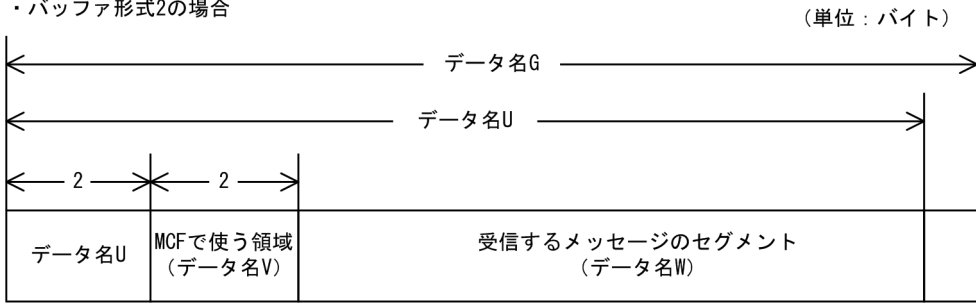 ・バッファ形式2の場合
(単位：バイト)
データ名G
データ名U
2
2
データ名U
MCFで使う領域
(データ名V)
受信するメッセージのセグメント
(データ名W)